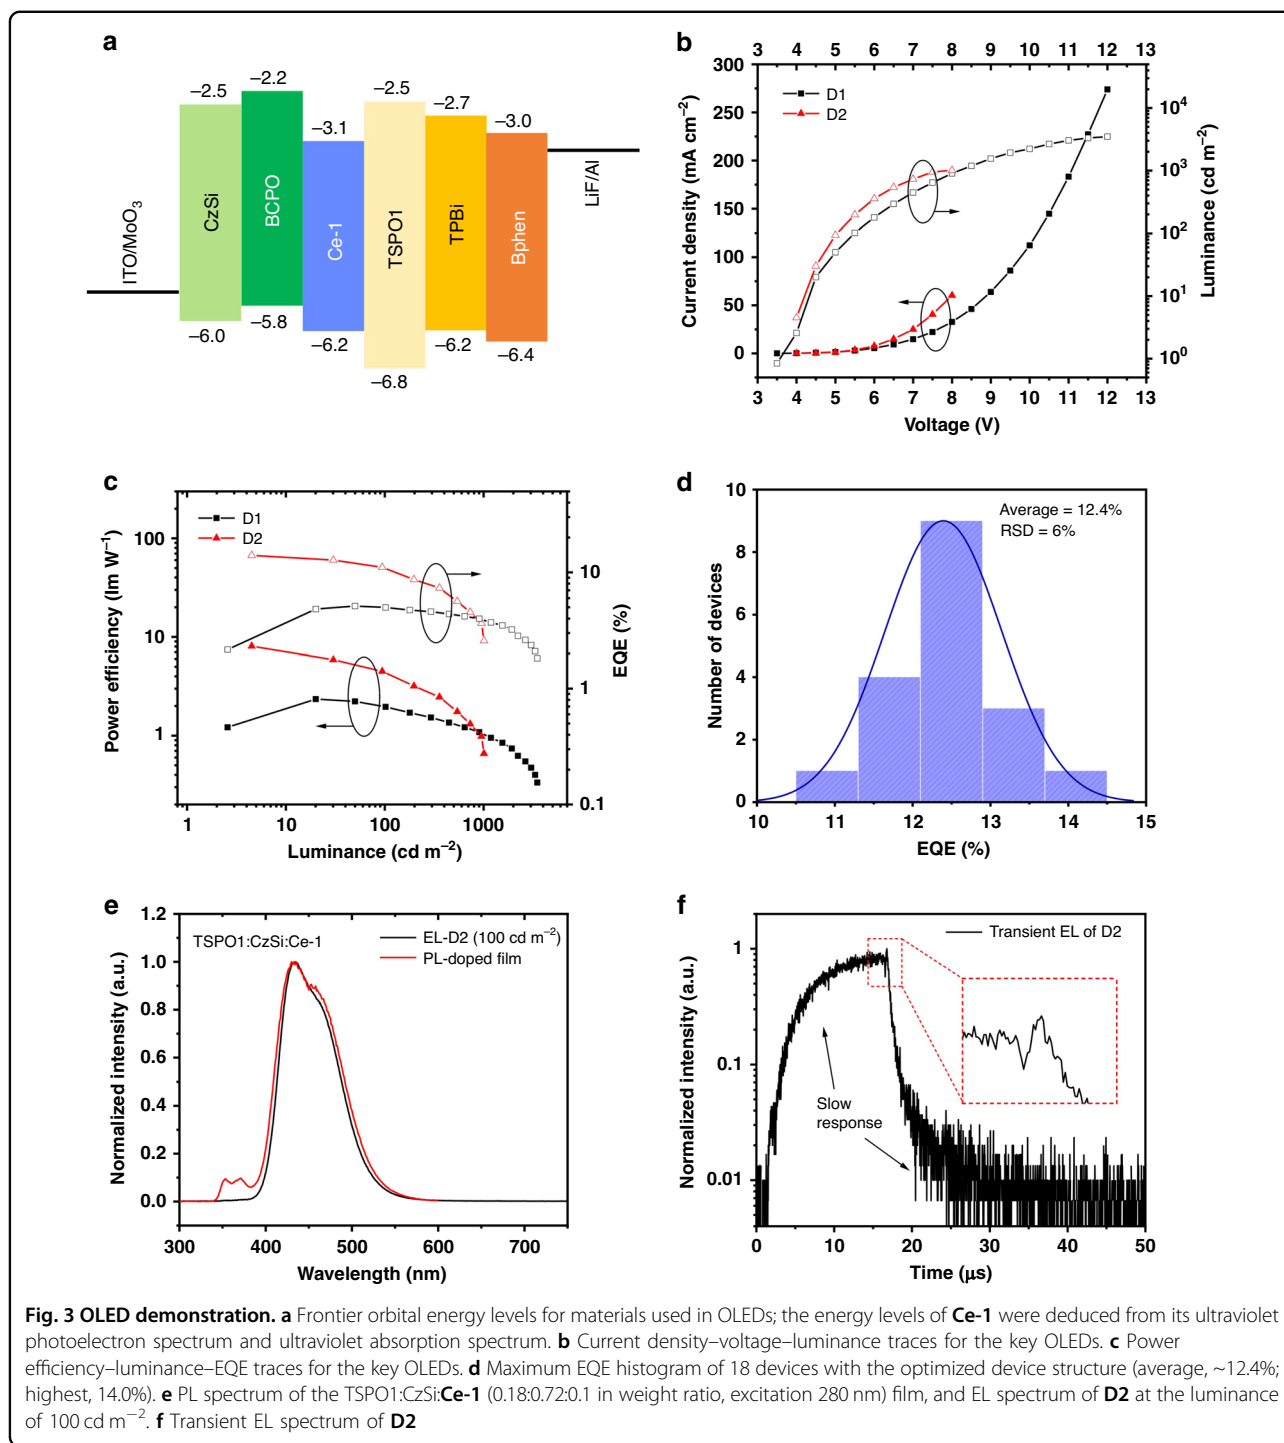 a
−2.5
−2.2
−3.1
−2.5
−2.7
−3.0
ITO/MoO3
CzSi
BCPO
Ce-1
TSPO1
TPBi
Bphen
LiF/Al
−6.0
−5.8
−6.2
−6.8
−6.2
−6.4
b
3 4 5 6 7 8 9 10 11 12 13
300
250
200
150
100
50
0
Current density (mA cm−2)
D1
D2
10^4
10^3
10^2
10^1
10^0
Luminance (cd m−2)
3 4 5 6 7 8 9 10 11 12 13
Voltage (V)
c
D1
D2
100
10
1
Power efficiency (lm W−1)
10
1
0.1
EQE (%)
1 10 100 1000
Luminance (cd m−2)
d
Average = 12.4%
RSD = 6%
10
8
6
4
2
0
Number of devices
10 11 12 13 14 15
EQE (%)
e
TSPO1:CzSi:Ce-1
EL-D2 (100 cd m−2)
PL-doped film
1.2
1.0
0.8
0.6
0.4
0.2
0.0
Normalized intensity (a.u.)
300 400 500 600 700
Wavelength (nm)
f
Transient EL of D2
1
0.1
0.01
Normalized intensity (a.u.)
Slow
response
0 10 20 30 40 50
Time (μs)
Fig. 3 OLED demonstration. a Frontier orbital energy levels for materials used in OLEDs; the energy levels of Ce-1 were deduced from its ultraviolet
photoelectron spectrum and ultraviolet absorption spectrum. b Current density–voltage–luminance traces for the key OLEDs. c Power
efficiency–luminance–EQE traces for the key OLEDs. d Maximum EQE histogram of 18 devices with the optimized device structure (average, ~12.4%;
highest, 14.0%). e PL spectrum of the TSPO1:CzSi:Ce-1 (0.18:0.72:0.1 in weight ratio, excitation 280 nm) film, and EL spectrum of D2 at the luminance
of 100 cd m−2. f Transient EL spectrum of D2